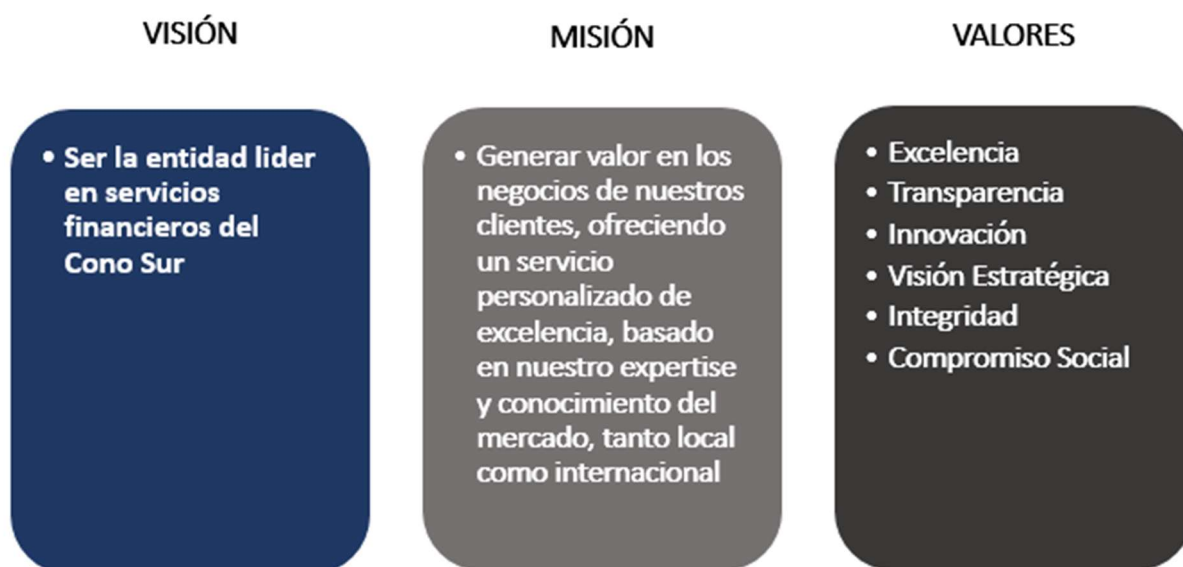 VISIÓN
MISIÓN
VALORES
• Ser la entidad lider
en servicios
financieros del
Cono Sur
• Generar valor en los
negocios de nuestros
clientes, ofreciendo
un servicio
personalizado de
excelencia, basado
en nuestro expertise
y conocimiento del
mercado, tanto local
como internacional
• Excelencia
• Transparencia
• Innovación
• Visión Estratégica
• Integridad
• Compromiso Social